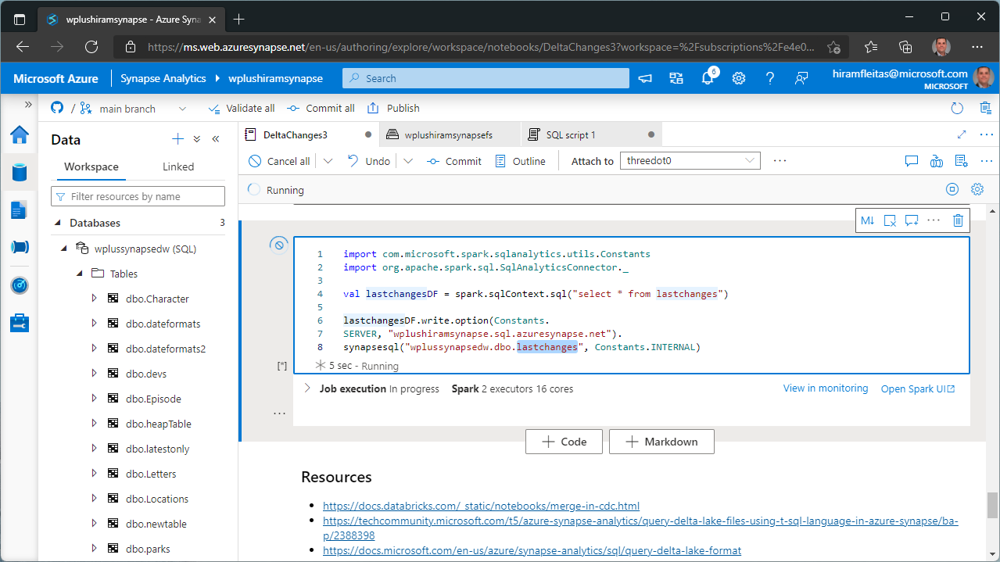 wplushiramsynapse - Azure Syna
https://ms.web.azuresynapse.net/en-us/authoring/explore/workspace/notebooks/DeltaChanges3?workspace=%2Fsubscriptions%2Fe4e0...
Microsoft Azure
Synapse Analytics
wplushiramsynapse
Search
6
hiramfleitas@microsoft.com
MICROSOFT
/ main branch
Validate all
Commit all
Publish
Data
Workspace
Linked
Filter resources by name
Databases 3
wplussynapsedw (SQL)
Tables
dbo.Character
dbo.dateformats
dbo.dateformats2
dbo.devs
dbo.Episode
dbo.heapTable
dbo.latestonly
dbo.Letters
dbo.Locations
dbo.newtable
dbo.parks
DeltaChanges3
wplushiramsynapsefs
SQL script 1
Cancel all
Undo
Commit
Outline
Attach to
threedot0
Running
M↓
1 import com.microsoft.spark.sqlanalytics.utils.Constants
2 import org.apache.spark.sql.SqlAnalyticsConnector._
3
4 val lastchangesDF = spark.sqlContext.sql("select * from lastchanges")
5
6 lastchangesDF.write.option(Constants.
7 SERVER, "wplushiramsynapse.sql.azuresynapse.net").
8 synapsesql("wplussynapsedw.dbo.lastchanges", Constants.INTERNAL)
[*]
5 sec - Running
Job execution In progress Spark 2 executors 16 cores
View in monitoring
Open Spark UI
Code
Markdown
Resources
https://docs.databricks.com/_static/notebooks/merge-in-cdc.html
https://techcommunity.microsoft.com/t5/azure-synapse-analytics/query-delta-lake-files-using-t-sql-language-in-azure-synapse/ba-
p/2388398
https://docs.microsoft.com/en-us/azure/synapse-analytics/sql/query-delta-lake-format